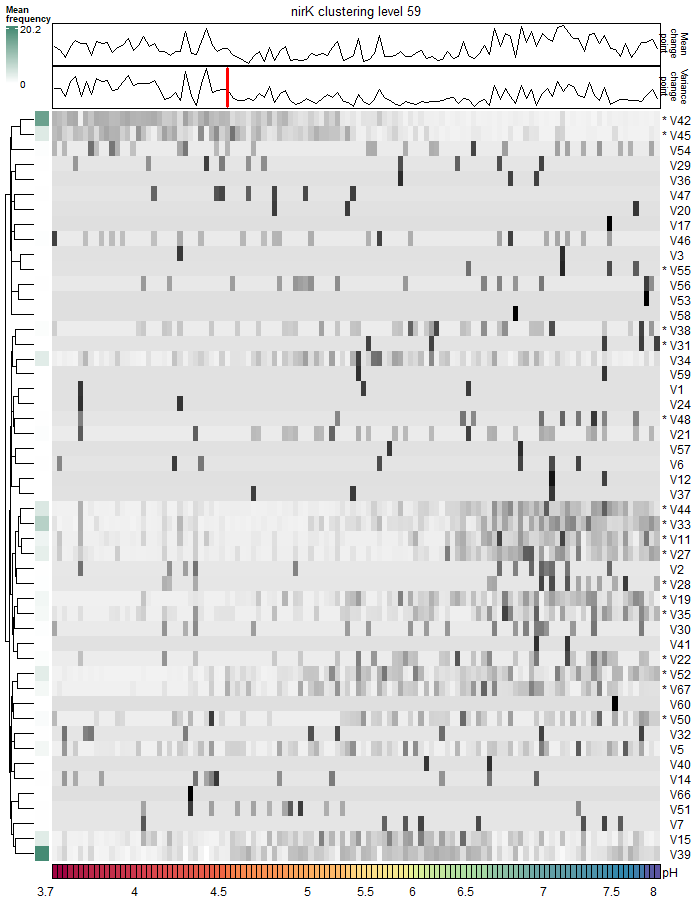 nirK clustering level 59
Mean
frequency
20.2
0
Mean
change
point
Variance
change
point
* V42
* V45
V54
V29
V36
V47
V20
V17
V46
V3
* V55
V56
V53
V58
* V38
* V31
V34
V59
V1
V24
* V48
V21
V57
V6
V12
V37
* V44
* V33
* V11
* V27
V2
* V28
* V19
* V35
V30
V41
* V22
* V52
* V67
V60
* V50
V32
V5
V40
V14
V66
V51
V7
V15
V39
pH
3.7 4 4.5 5 5.5 6 6.5 7 7.5 8